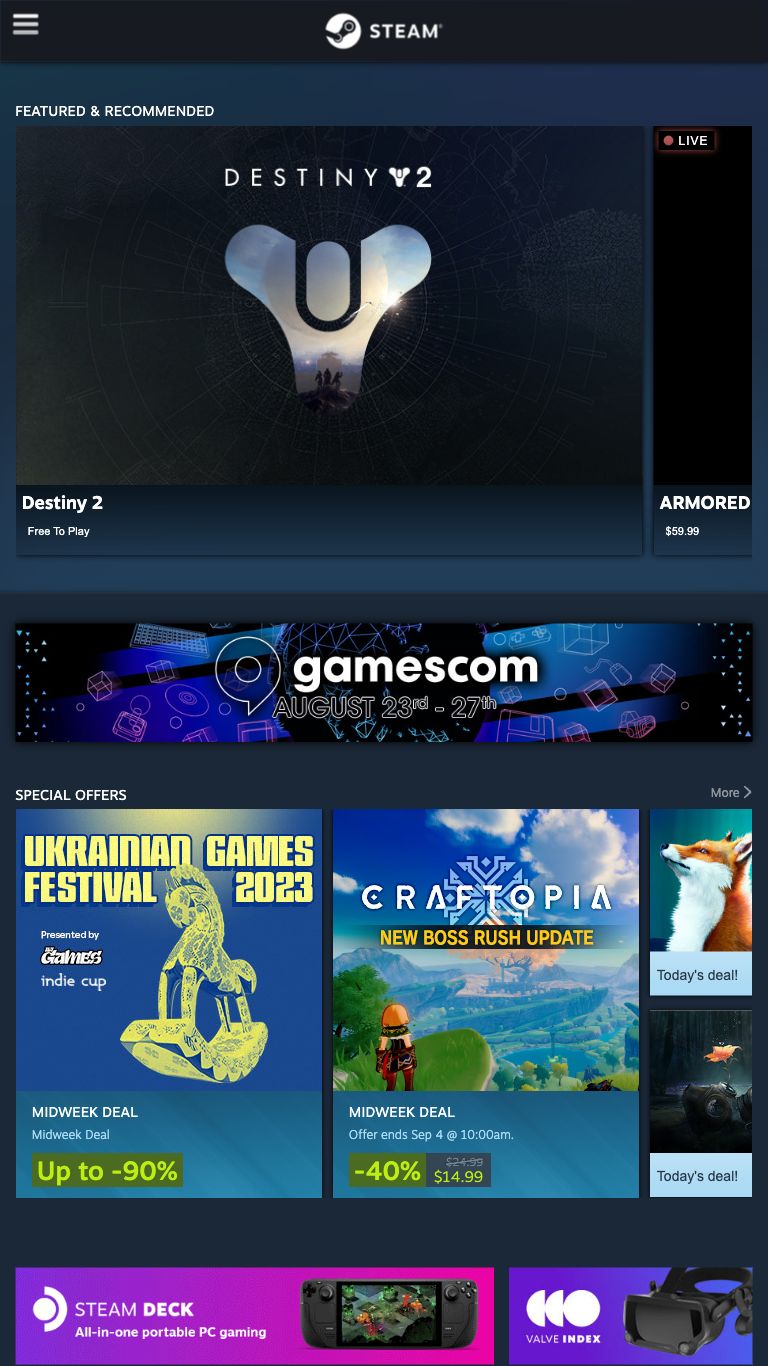 STEAM
FEATURED & RECOMMENDED
DESTINY 2
LIVE
Destiny 2
Free To Play
ARMORED
$59.99
gamescom
AUGUST 23rd - 27th
SPECIAL OFFERS
More
UKRAINIAN GAMES
FESTIVAL 2023
Presented by
GAMES
indie cup
CRAFTOPIA
NEW BOSS RUSH UPDATE
Today's deal!
MIDWEEK DEAL
Midweek Deal
Up to -90%
MIDWEEK DEAL
Offer ends Sep 4 @ 10:00am.
-40%
$24.99
$14.99
Today's deal!
STEAM DECK
All-in-one portable PC gaming
VALVE INDEX